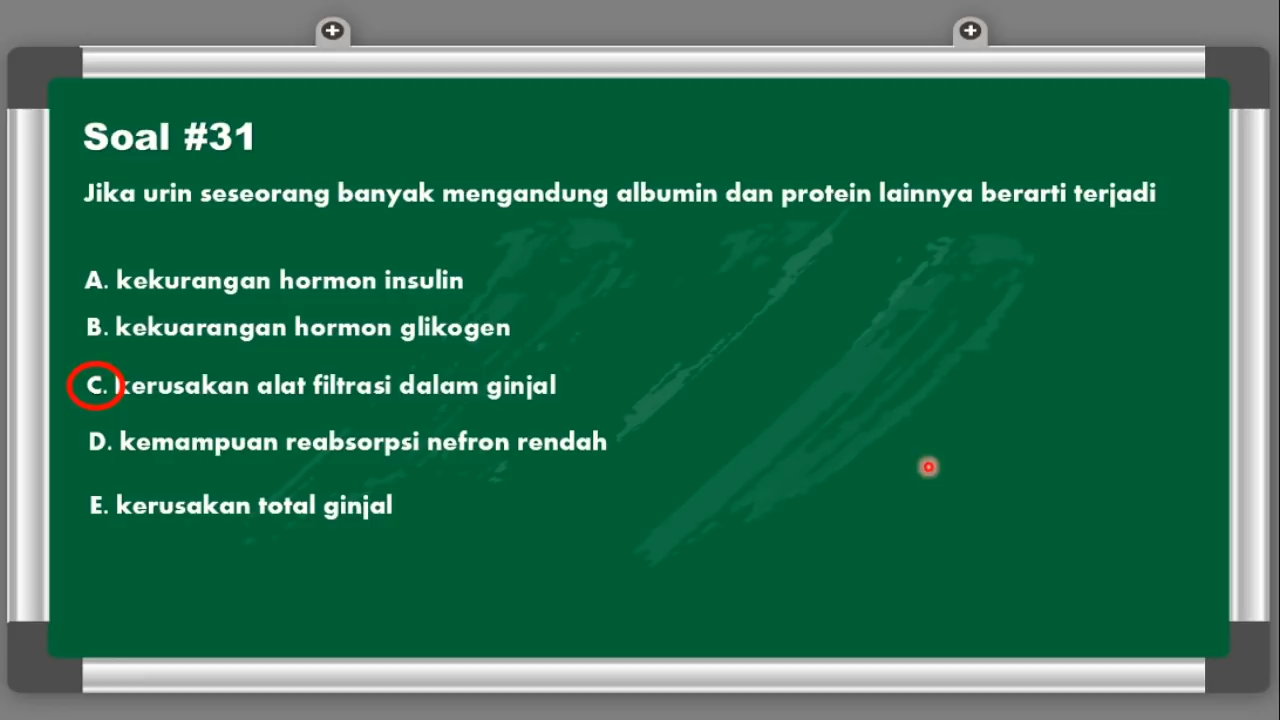 Soal #31
Jika urin seseorang banyak mengandung albumin dan protein lainnya berarti terjadi
A. kekurangan hormon insulin
B. kekuarangan hormon glikogen
C. kerusakan alat filtrasi dalam ginjal
D. kemampuan reabsorpsi nefron rendah
E. kerusakan total ginjal